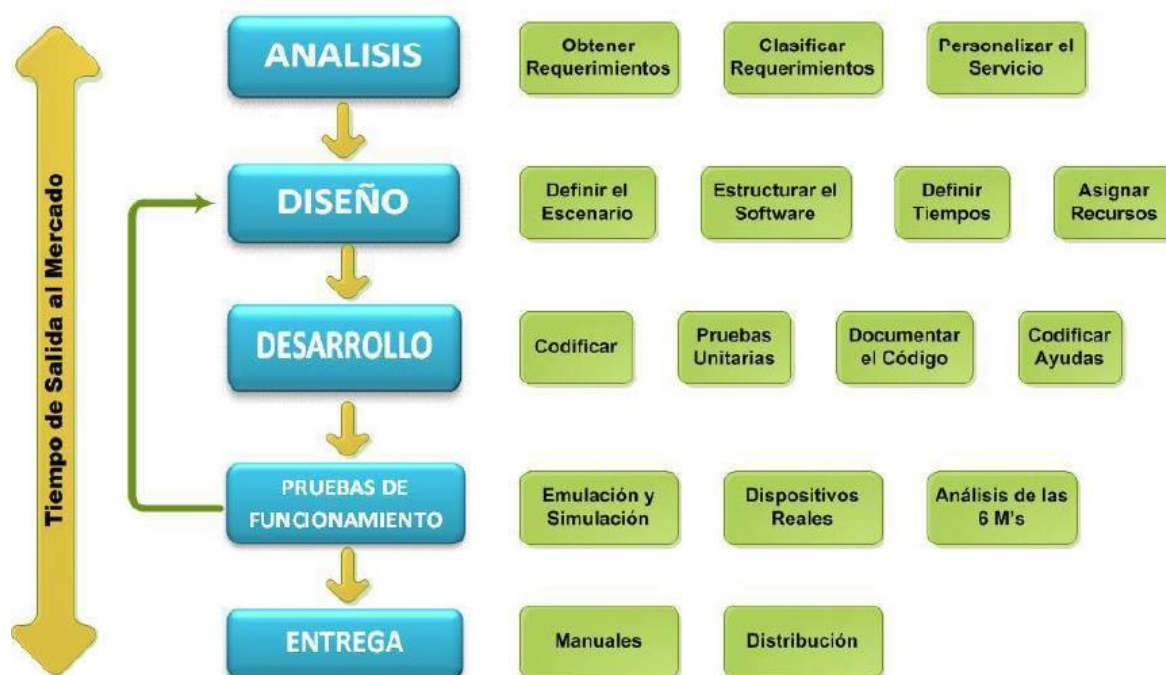 Tiempo de Salida al Mercado
ANALISIS
Obtener
Requerimientos
Clasificar
Requerimientos
Personalizar el
Servicio
DISEÑO
Definir el
Escenario
Estructurar el
Software
Definir
Tiempos
Asignar
Recursos
DESARROLLO
Codificar
Pruebas
Unitarias
Documentar
el Código
Codificar
Ayudas
PRUEBAS DE
FUNCIONAMIENTO
Emulación y
Simulación
Dispositivos
Reales
Análisis de las
6 M's
ENTREGA
Manuales
Distribución